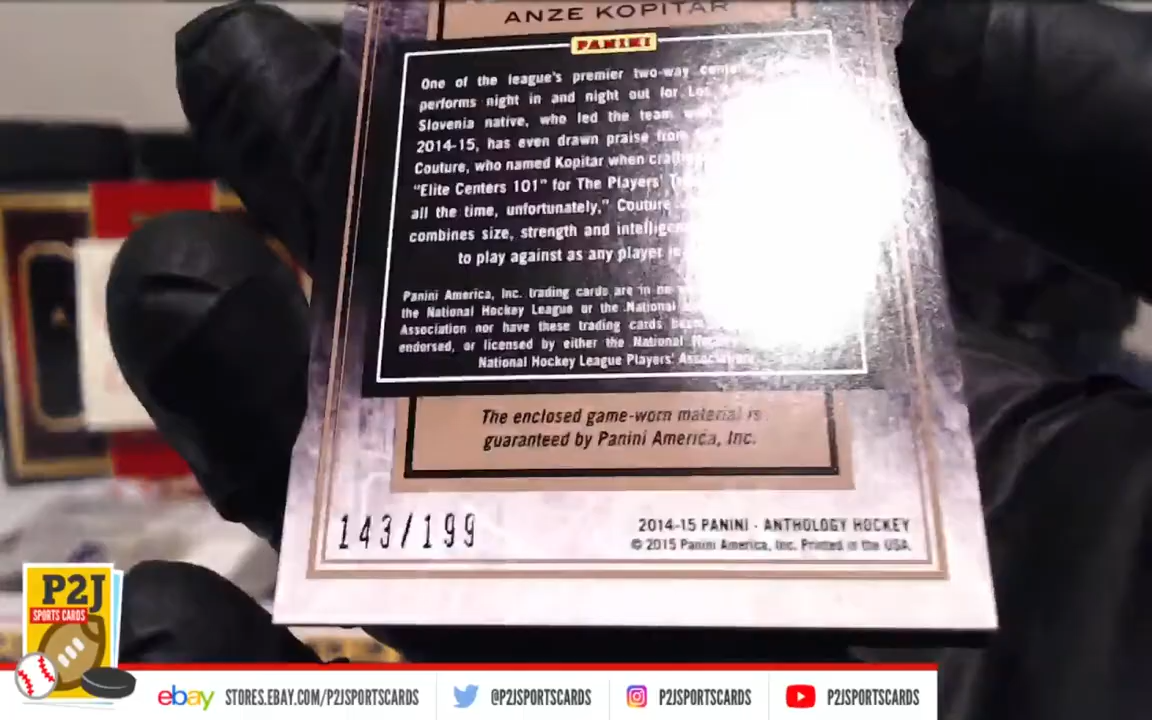 ANZE KOPITAR
PANINI
One of the league's premier two-way
performs night in and night out for Los
Slovenia native, who led the team
2014-15, has even drawn praise from
Couture, who named Kopitar when
"Elite Centers 101" for The Players'
all the time, unfortunately," Couture
combines size, strength and
to play against as any player
Panini America, Inc. trading cards are in no
the National Hockey League or the National
Association nor have these trading cards been
endorsed, or licensed by either the National Hockey
National Hockey League Players' Association.
The enclosed game-worn material is
guaranteed by Panini America, Inc.
143/199
2014-15 PANINI - ANTHOLOGY HOCKEY
© 2015 Panini America, Inc. Printed in the USA.
P2J
SPORTS CARDS
ebay STORES.EBAY.COM/P2JSPORTSCARDS @P2JSPORTSCARDS P2JSPORTSCARDS P2JSPORTSCARDS